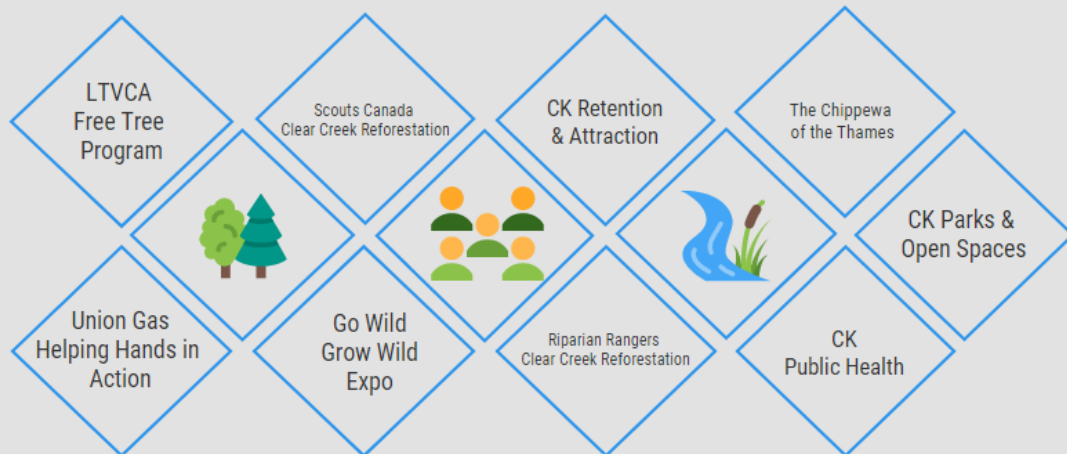 LTVCA
Free Tree
Program
Scouts Canada
Clear Creek Reforestation
CK Retention
& Attraction
The Chippewa
of the Thames
CK Parks &
Open Spaces
Union Gas
Helping Hands in
Action
Go Wild
Grow Wild
Expo
Riparian Rangers
Clear Creek Reforestation
CK
Public Health